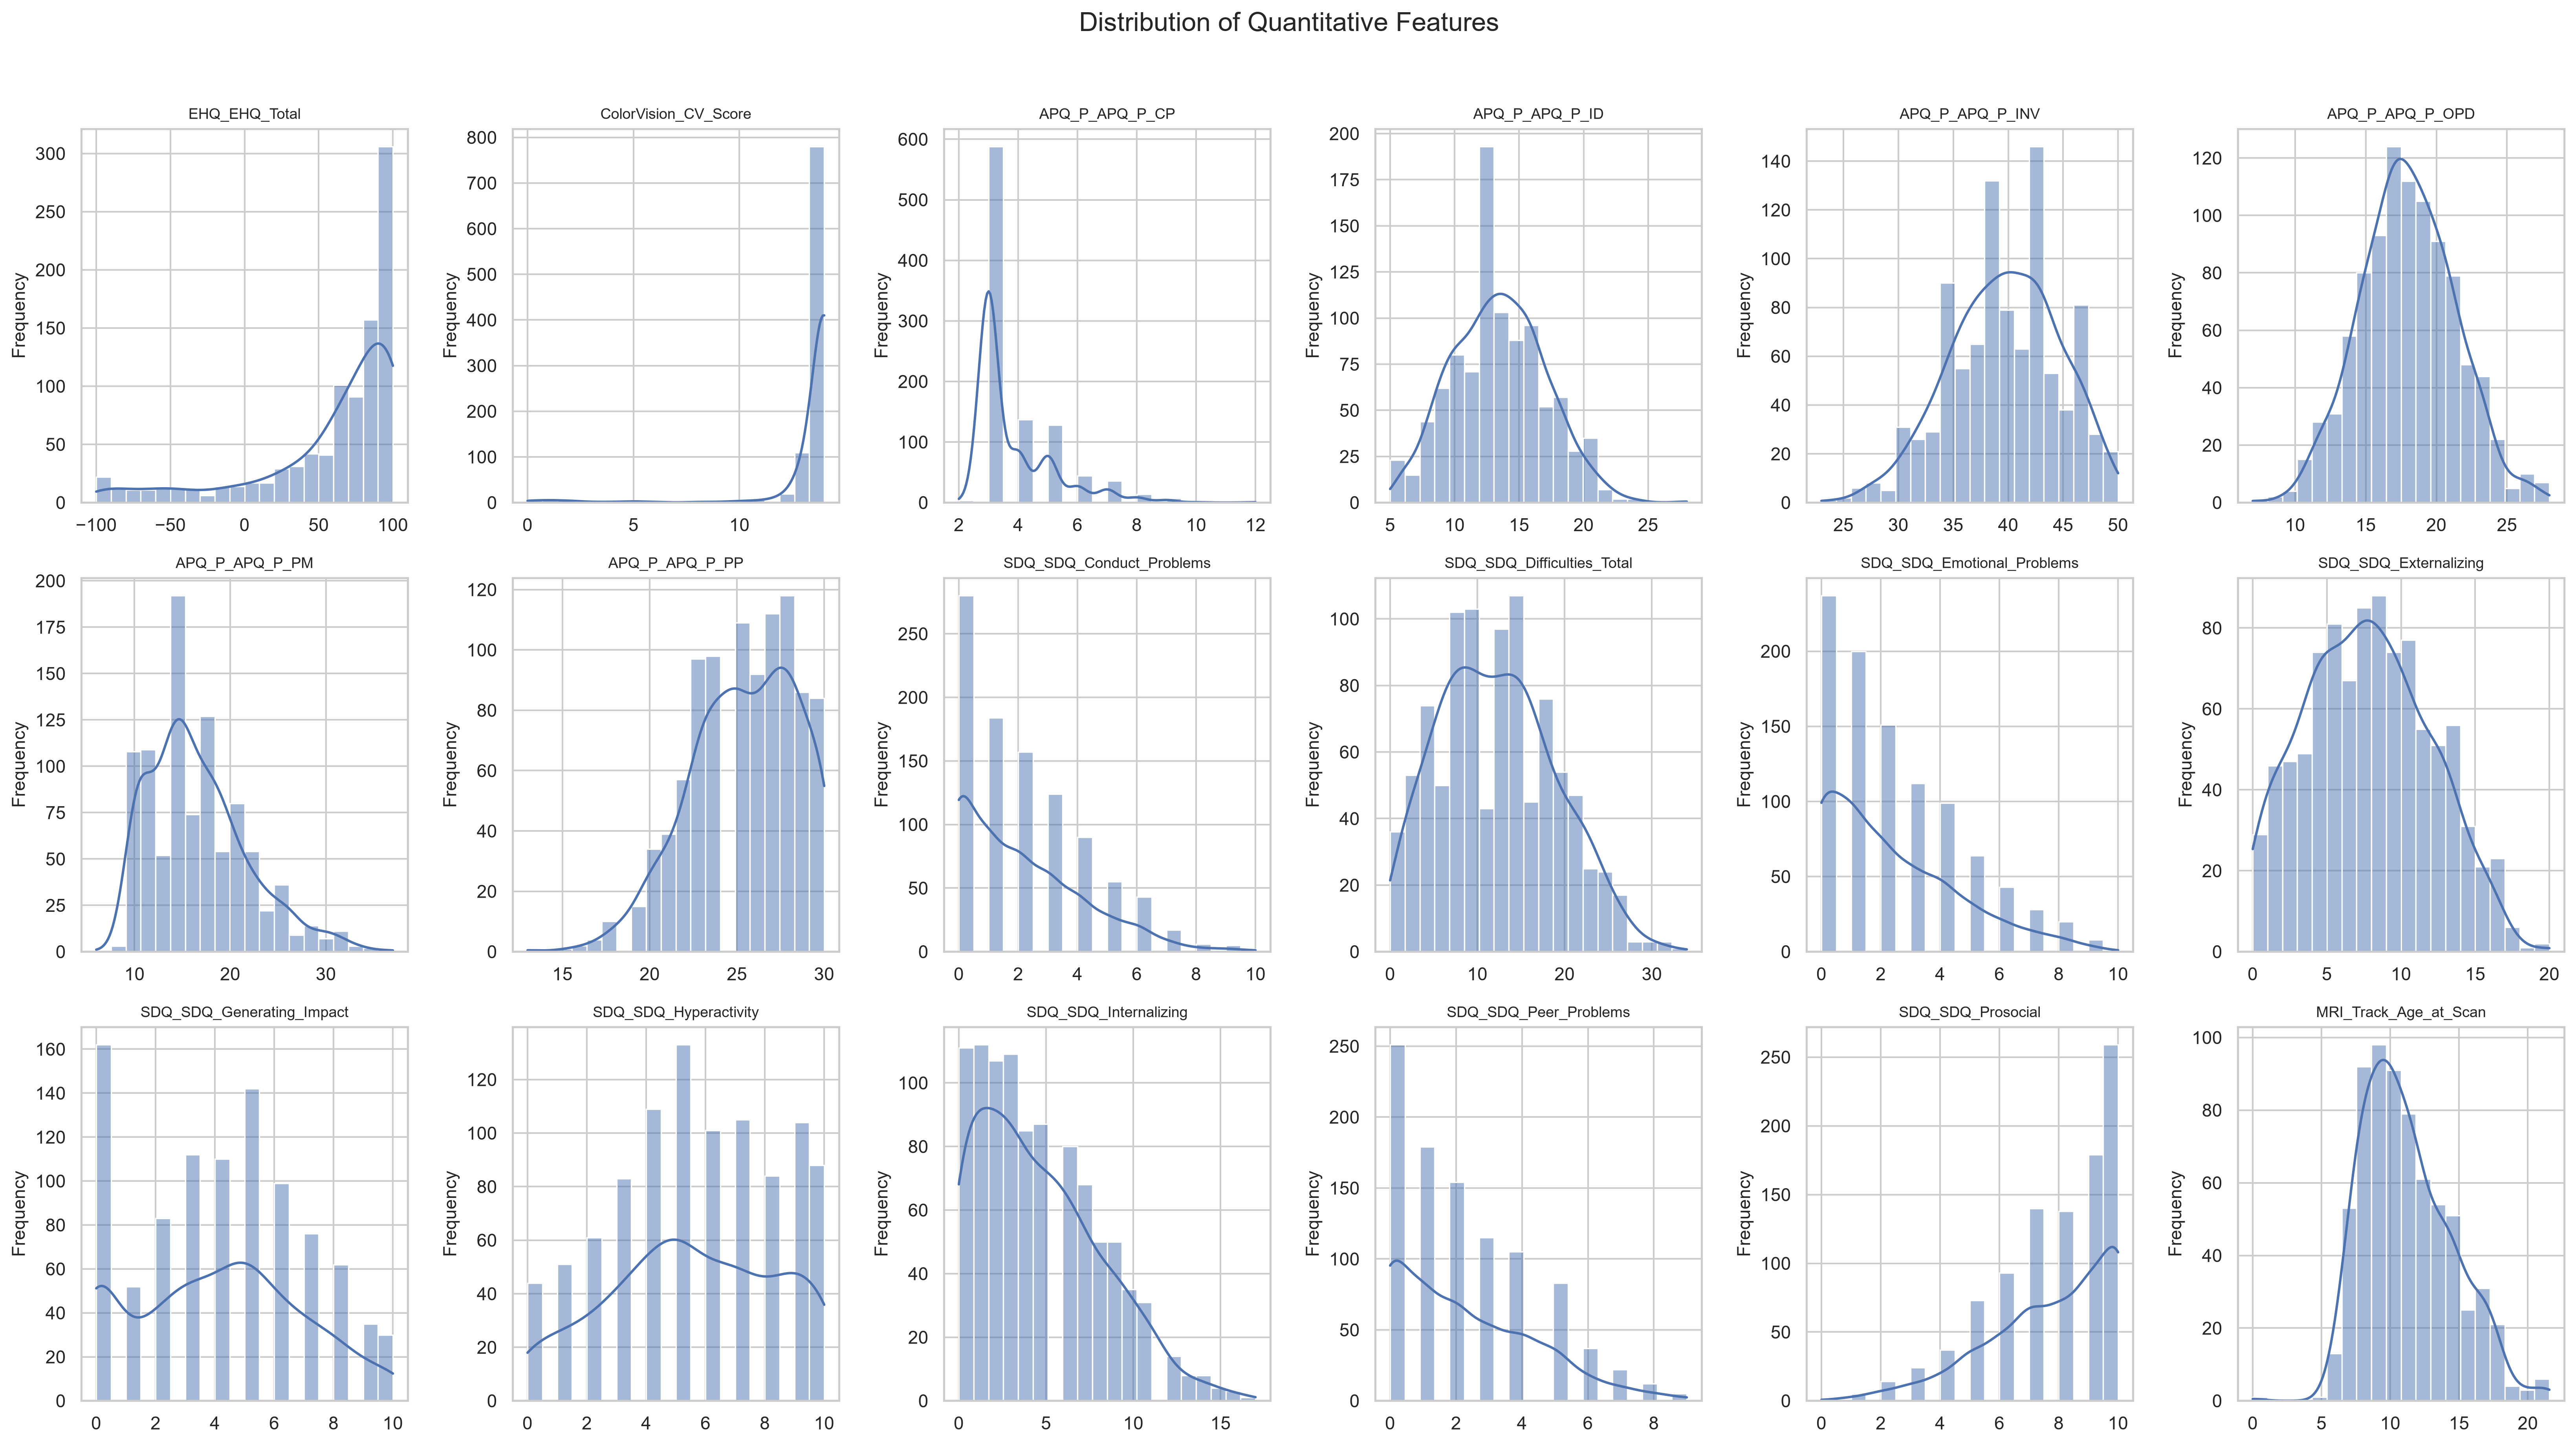 Distribution of Quantitative Features
EHQ_EHQ_Total
ColorVision_CV_Score
APQ_P_APQ_P_CP
APQ_P_APQ_P_ID
APQ_P_APQ_P_INV
APQ_P_APQ_P_OPD
Frequency
300
250
200
150
100
50
0
−100 −50 0 50 100
Frequency
800
700
600
500
400
300
200
100
0
0 5 10
Frequency
600
500
400
300
200
100
0
2 4 6 8 10 12
Frequency
200
175
150
125
100
75
50
25
0
5 10 15 20 25
Frequency
140
120
100
80
60
40
20
0
25 30 35 40 45 50
Frequency
120
100
80
60
40
20
0
10 15 20 25
APQ_P_APQ_P_PM
APQ_P_APQ_P_PP
SDQ_SDQ_Conduct_Problems
SDQ_SDQ_Difficulties_Total
SDQ_SDQ_Emotional_Problems
SDQ_SDQ_Externalizing
Frequency
200
175
150
125
100
75
50
25
0
10 20 30
Frequency
120
100
80
60
40
20
0
15 20 25 30
Frequency
250
200
150
100
50
0
0 2 4 6 8 10
Frequency
100
80
60
40
20
0
0 10 20 30
Frequency
200
150
100
50
0
0 2 4 6 8 10
Frequency
80
60
40
20
0
0 5 10 15 20
SDQ_SDQ_Generating_Impact
SDQ_SDQ_Hyperactivity
SDQ_SDQ_Internalizing
SDQ_SDQ_Peer_Problems
SDQ_SDQ_Prosocial
MRI_Track_Age_at_Scan
Frequency
160
140
120
100
80
60
40
20
0
0 2 4 6 8 10
Frequency
120
100
80
60
40
20
0
0 2 4 6 8 10
Frequency
100
80
60
40
20
0
0 5 10 15
Frequency
250
200
150
100
50
0
0 2 4 6 8
Frequency
250
200
150
100
50
0
0 2 4 6 8 10
Frequency
100
80
60
40
20
0
0 5 10 15 20